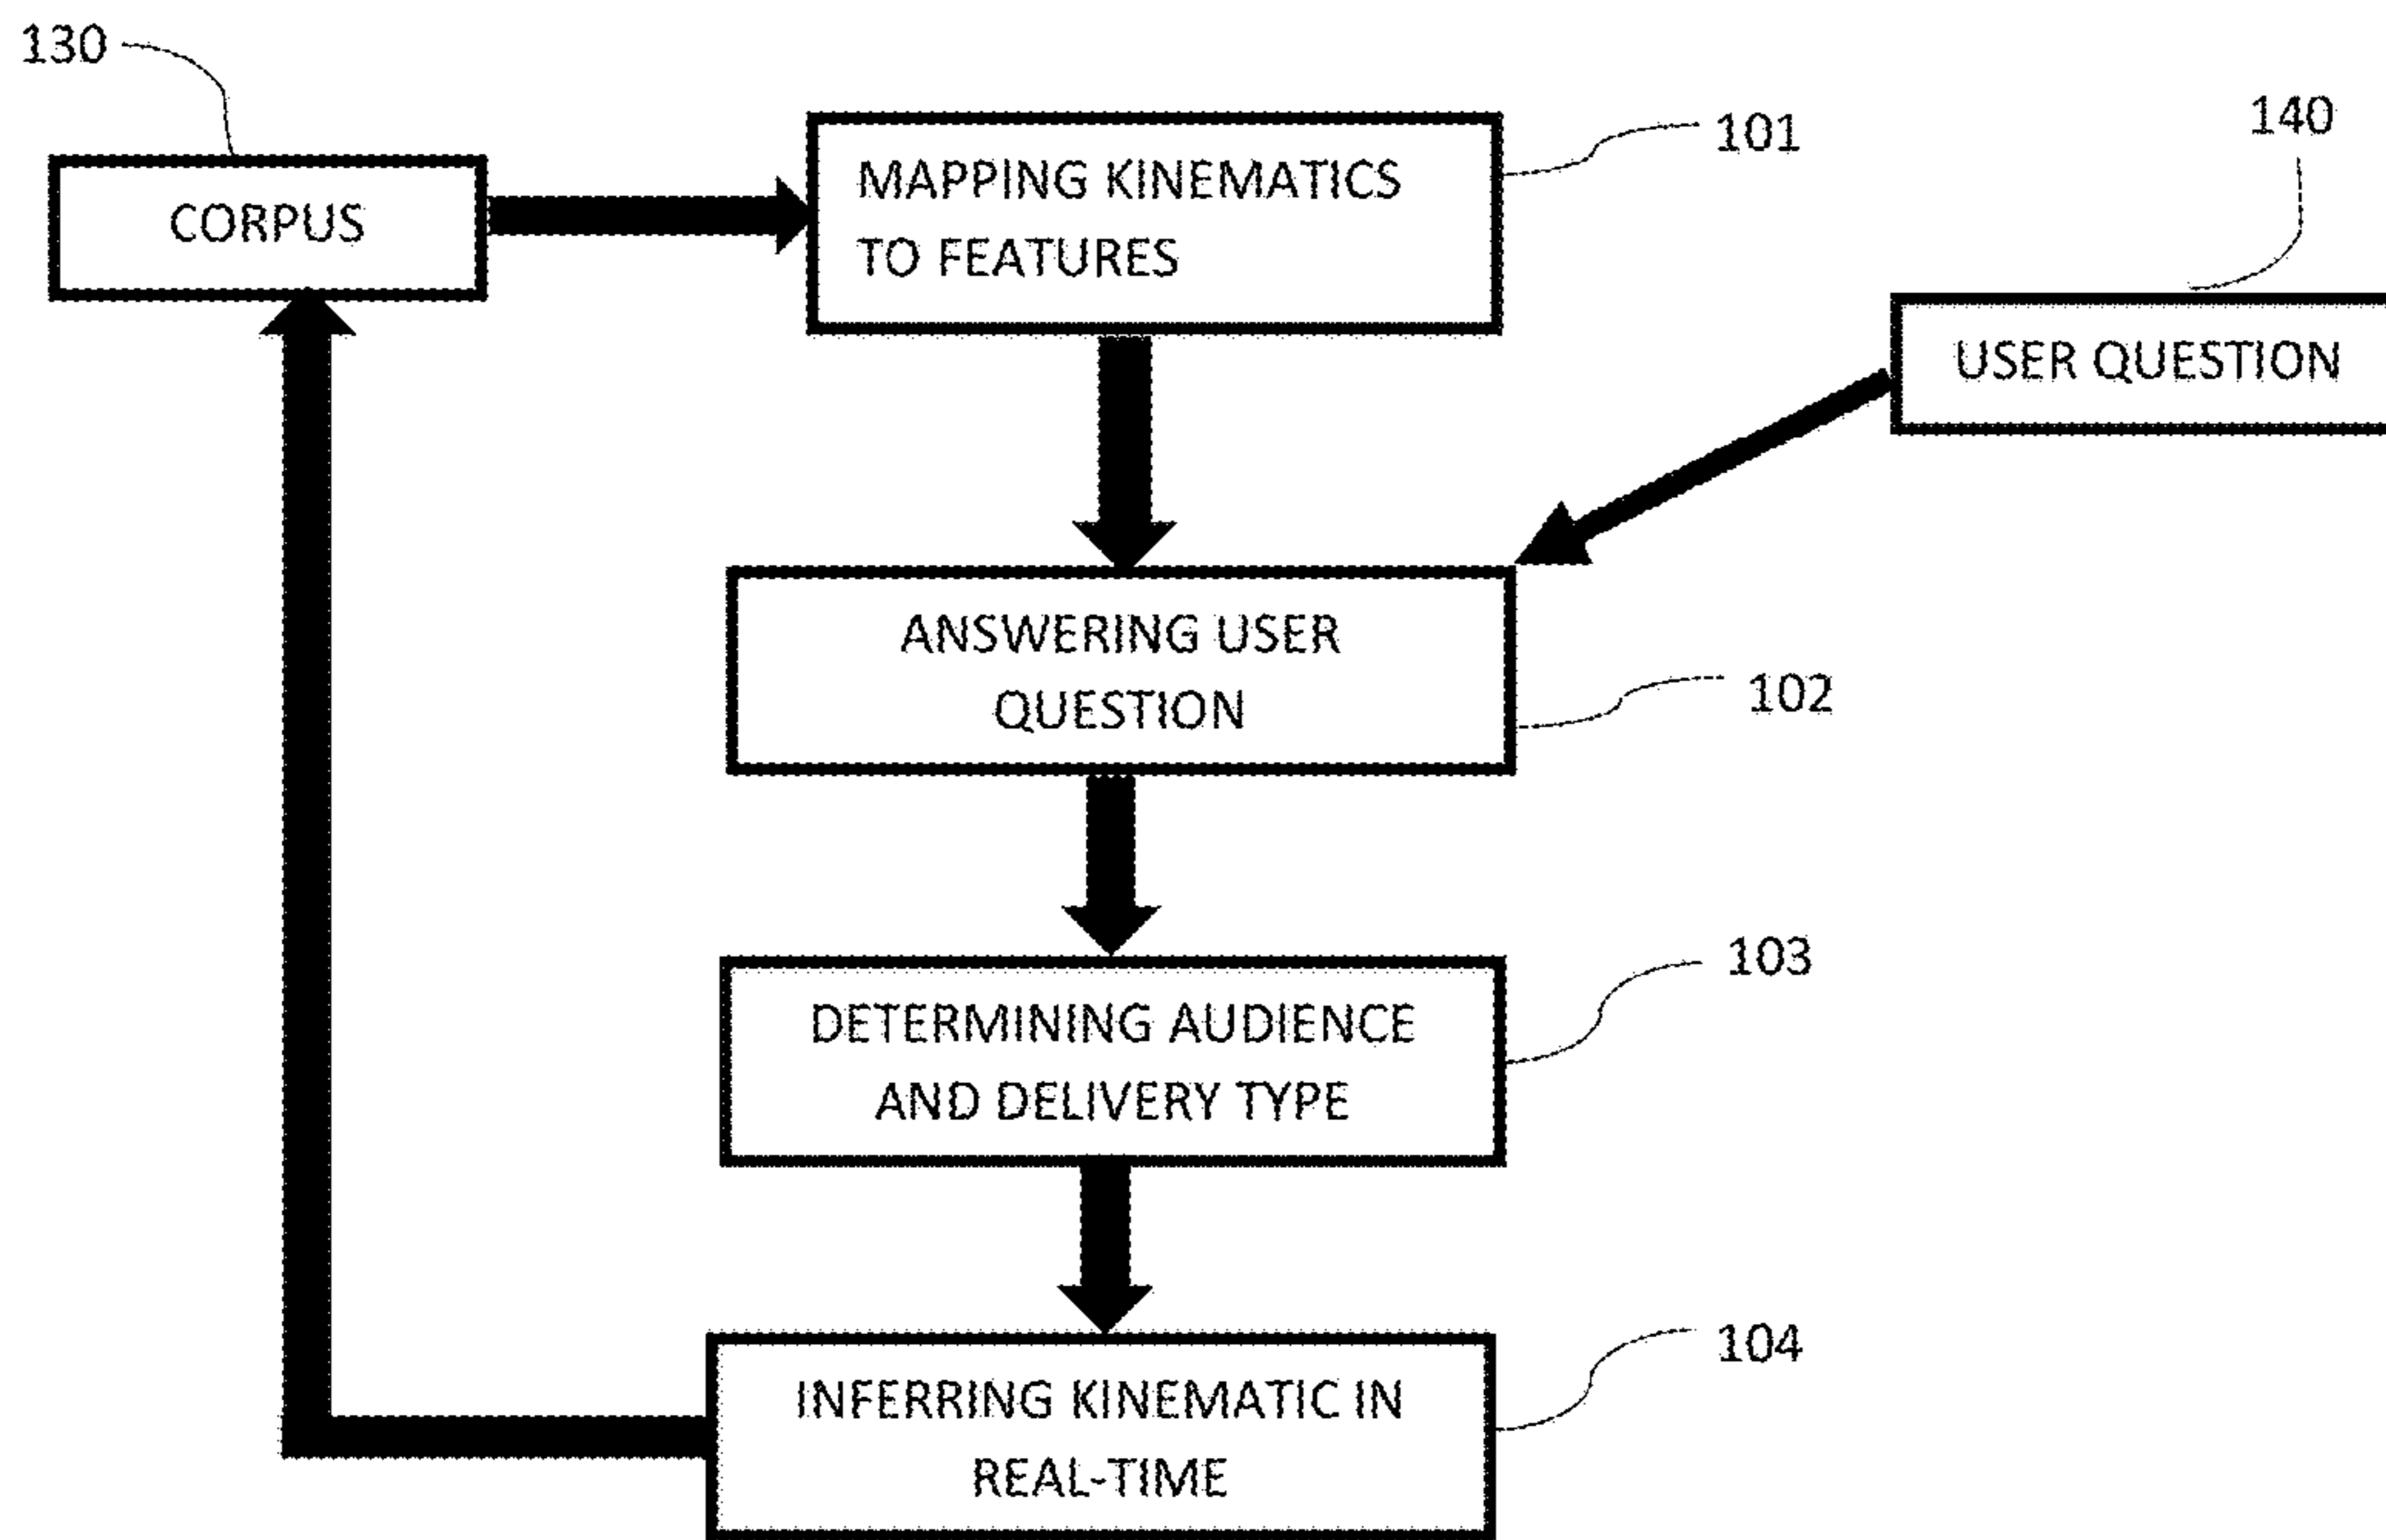 130
CORPUS
MAPPING KINEMATICS
TO FEATURES
101
140
USER QUESTION
ANSWERING USER
QUESTION
102
DETERMINING AUDIENCE
AND DELIVERY TYPE
103
INFERRING KINEMATIC IN
REAL-TIME
104